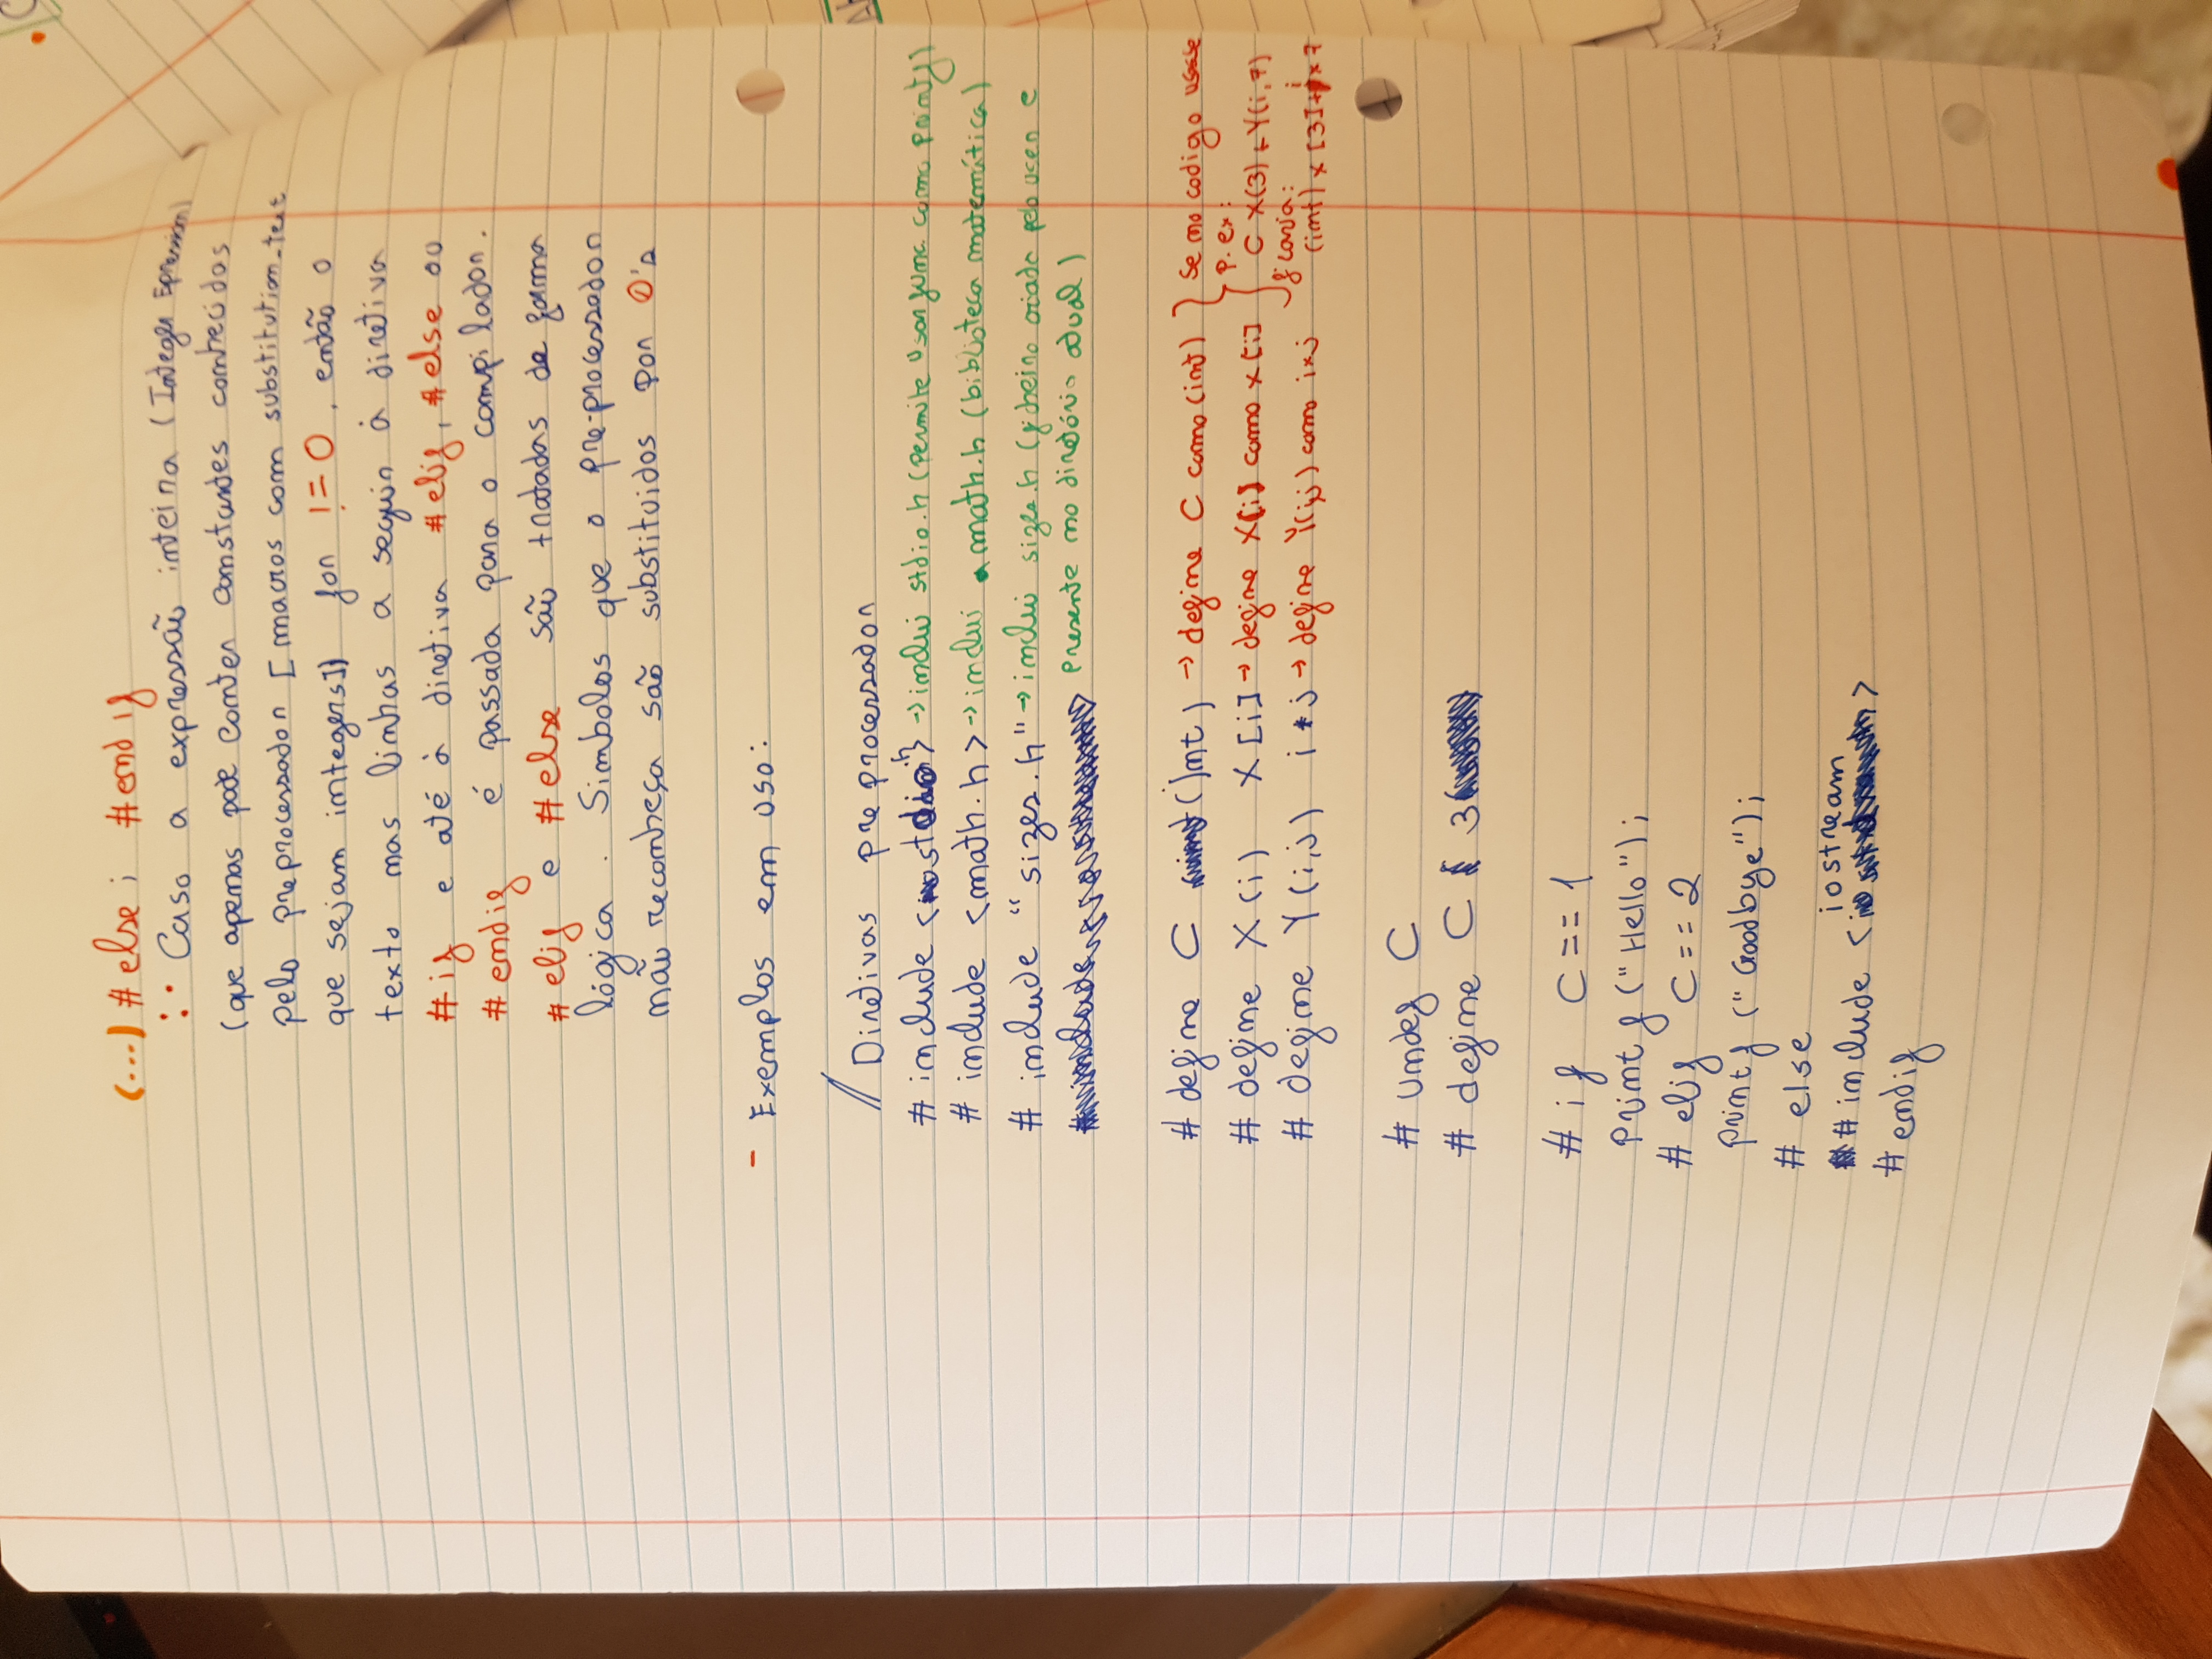 (...) #else ; #endif
∵ Caso a expressão inteira (Integer Expression)
(que apenas pode conter constantes conhecidas
pelo preprocessador [macros com substitution_text
que sejam integers]) for != 0, então o
texto nas linhas a seguir à diretiva
#if e até à diretiva #elif, #else ou
#endif é passada para o compilador.
#elif e #else são tratadas de forma
lógica. Simbolos que o pre-processador
não reconheça são substituidos por 0's
- Exemplos em uso:
// Diretivas preprocessador
# include <stdio.h> → inclui stdio.h (permite usar func. como printf)
# include <math.h> → inclui math.h (biblioteca matemática)
# include "sizes.h" → inclui sizes.h (ficheiro criado pelo user e
presente no diretório atual)
# define C (int) → define C como (int) } se no codigo usasse
p. ex:
# define X(i) X[i] → define X[i] como x[i] C X(3) + Y(i,7)
ficaria:
# define Y(i,j) i*j → define Y(i,j) como i×j (int) x [3]+i×7
# undef C
# define C 3
# if C == 1
printf ("Hello");
# elif C == 2
printf ("Goodbye");
# else
# include <iostream>
# endif